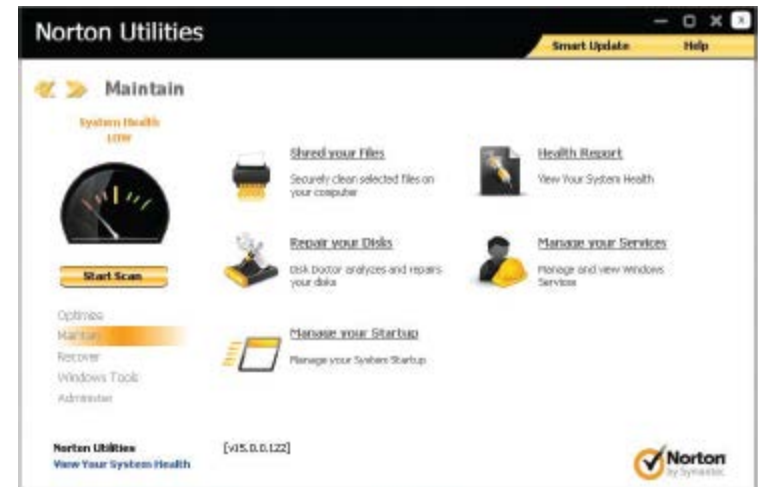 Norton Utilities
Smart Update
Help
Maintain
System Health
LOW
Start Scan
Optimize
Maintain
Recover
Windows Tools
Administer
Shred your Files
Securely clean selected files on
your computer
Health Report
View Your System Health
Repair your Disks
Disk Doctor analyzes and repairs
your disks
Manage your Services
Manage and view Windows
Services
Manage your Startup
Manage your System Startup
Norton Utilities
[v15.0.0.122]
View Your System Health
Norton
by Symantec